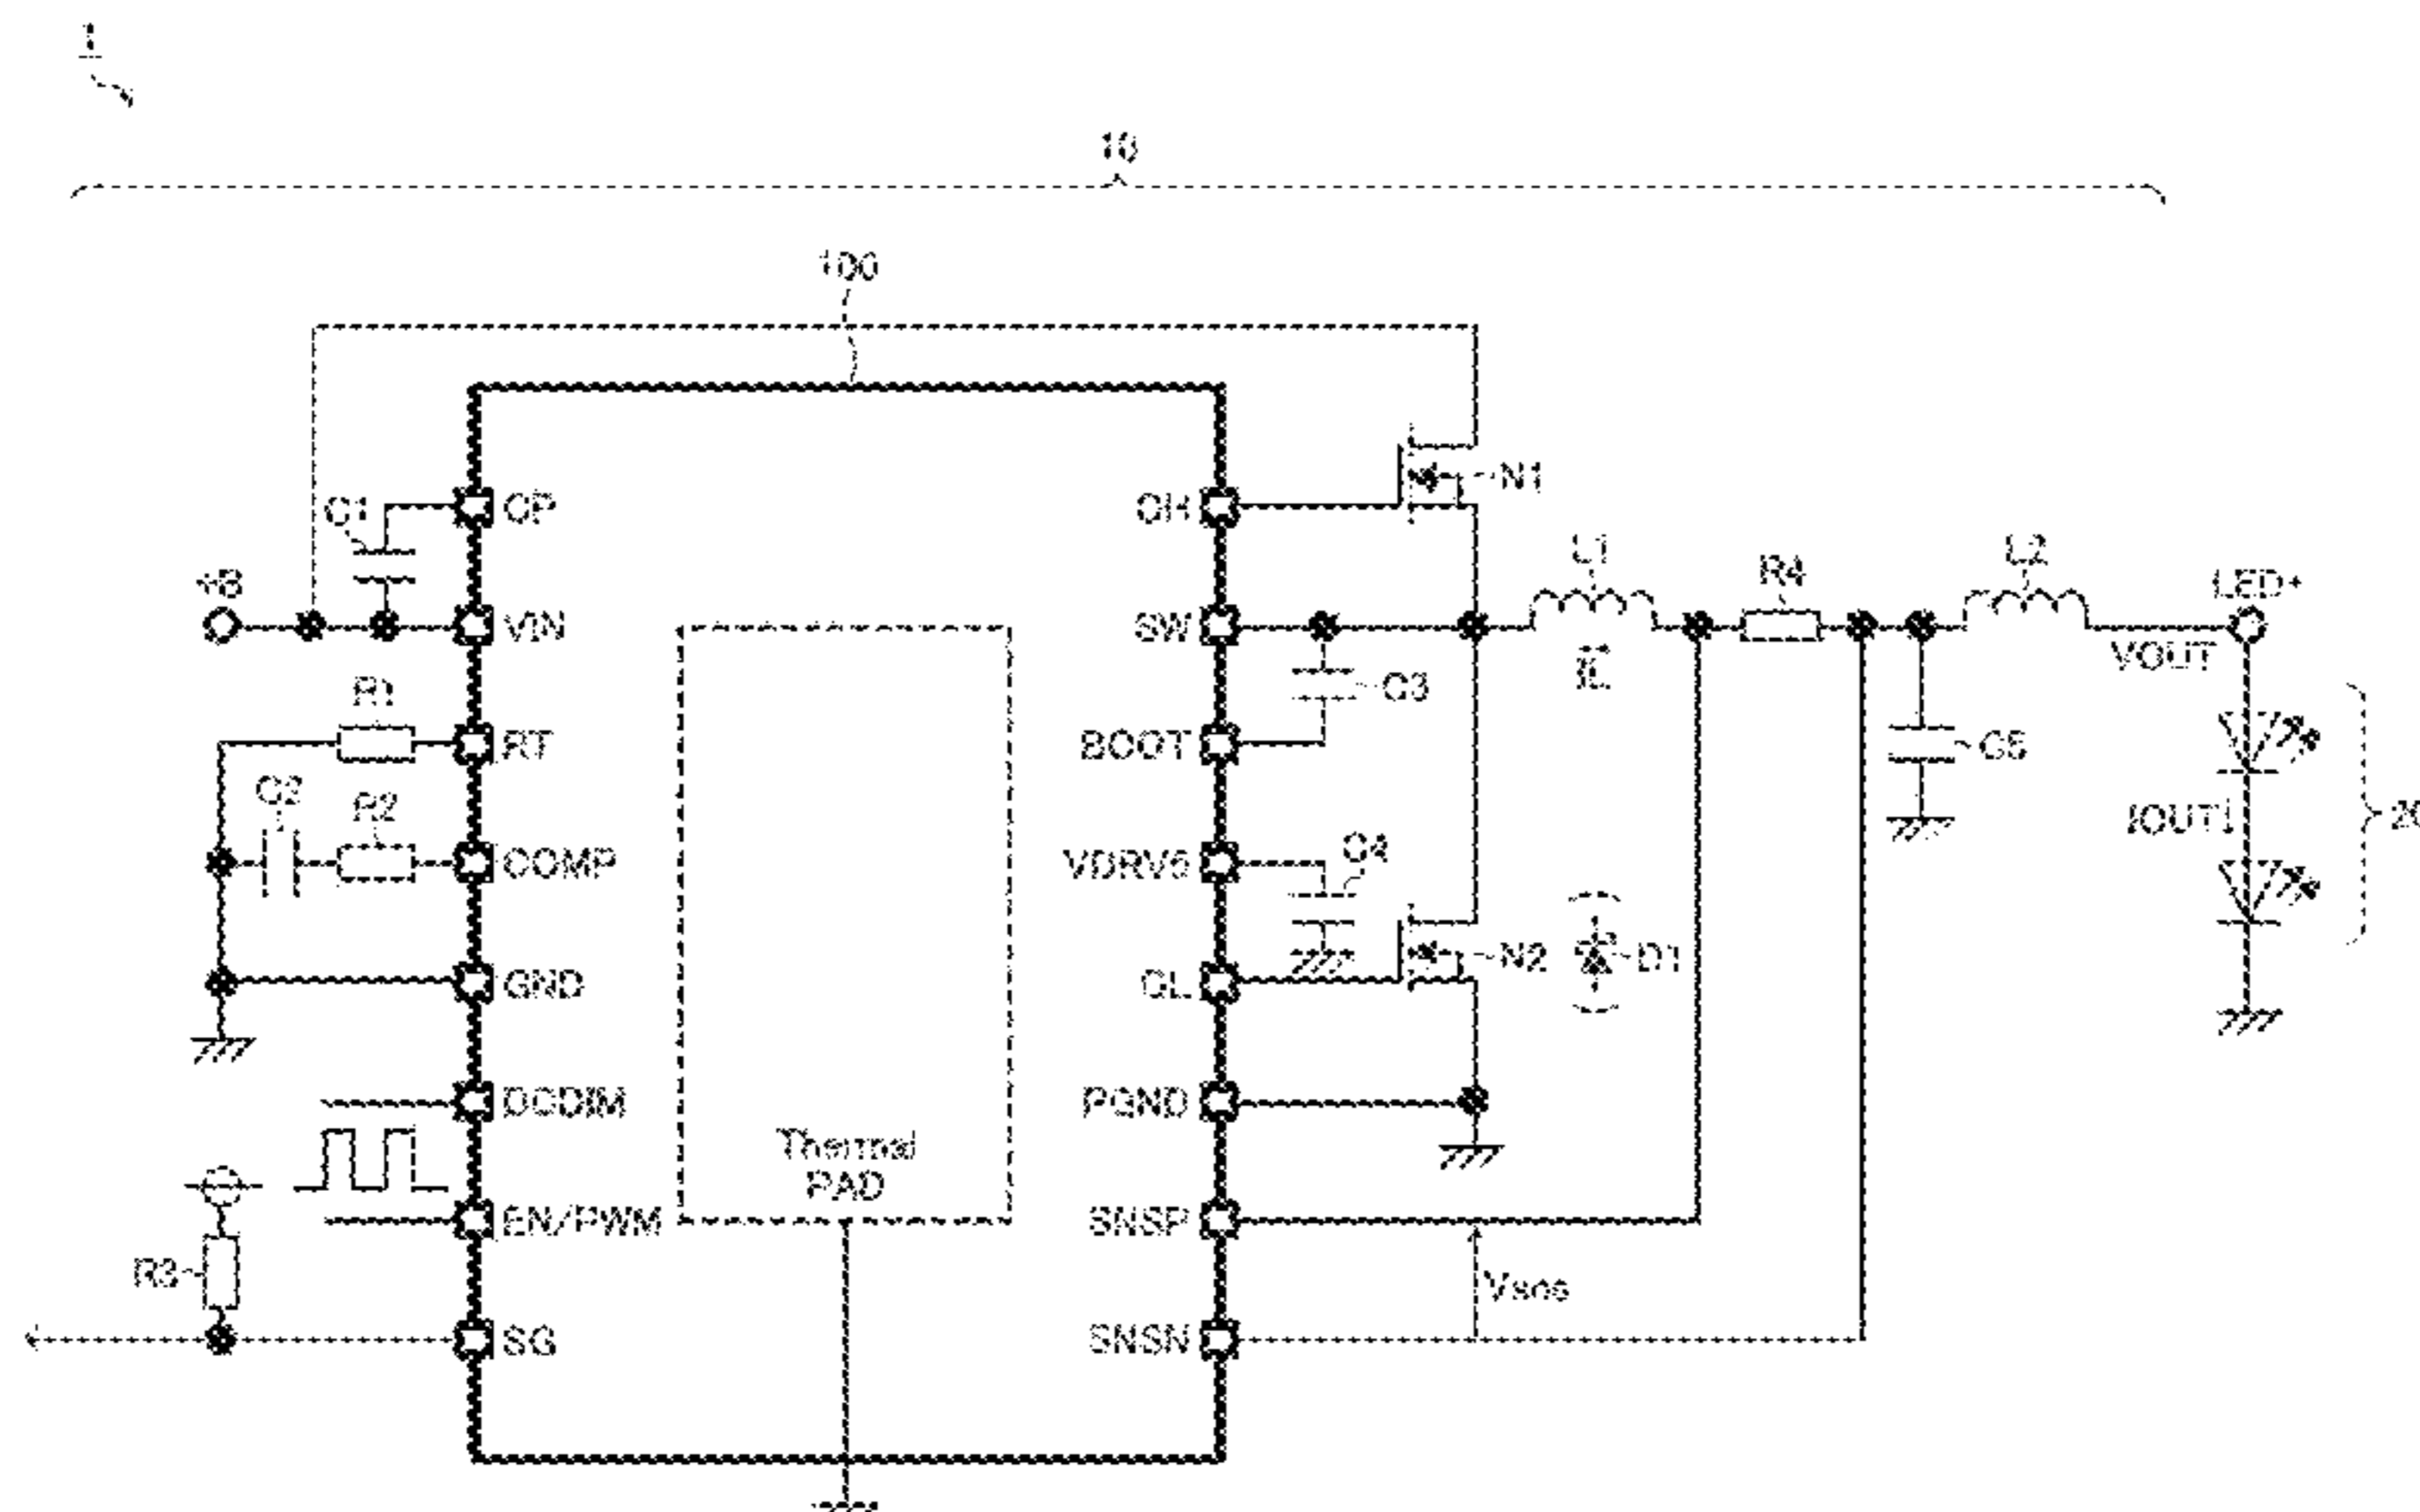 1
10
100
C1
CP
GH
N1
+B
VIN
SW
L1
R4
L2
LED+
IL
VOUT
C3
R1
RT
BOOT
C5
C2
R2
COMP
VDRV5
C4
IOUT
20
GND
GL
N2
D1
DCDIM
PGND
Thermal
PAD
EN/PWM
SNSP
R3
Vsns
SG
SNSN